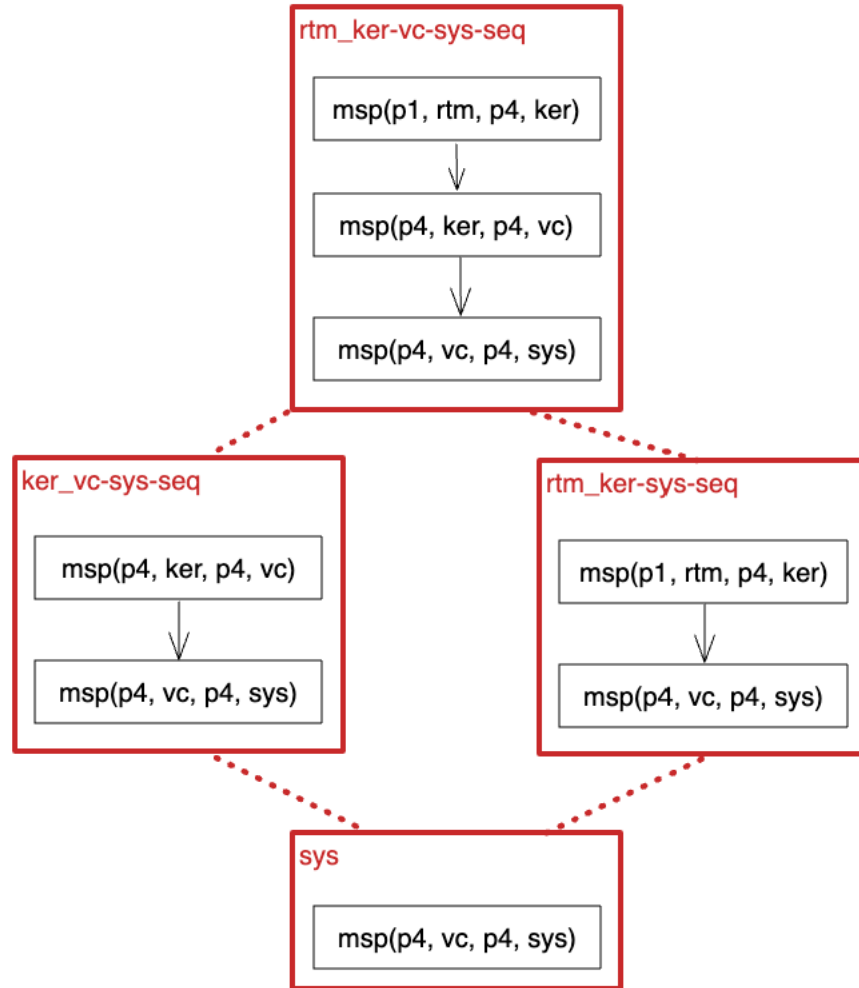 rtm_ker-vc-sys-seq
msp(p1, rtm, p4, ker)
msp(p4, ker, p4, vc)
msp(p4, vc, p4, sys)
ker_vc-sys-seq
msp(p4, ker, p4, vc)
msp(p4, vc, p4, sys)
rtm_ker-sys-seq
msp(p1, rtm, p4, ker)
msp(p4, vc, p4, sys)
sys
msp(p4, vc, p4, sys)